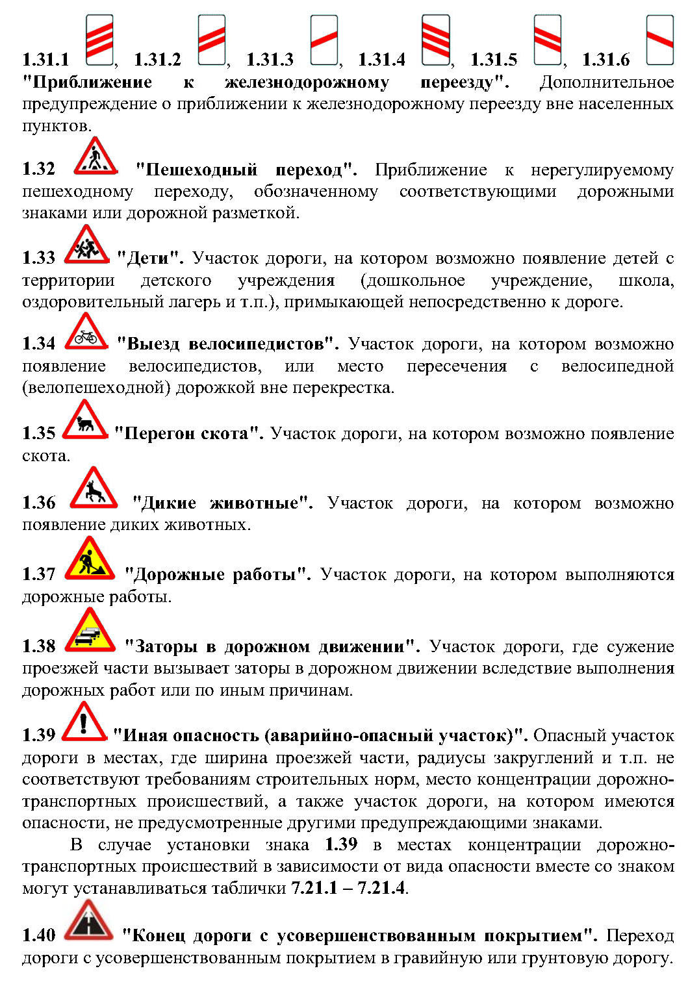 1.31.1 , 1.31.2 , 1.31.3 , 1.31.4 , 1.31.5 , 1.31.6
"Приближение к железнодорожному переезду". Дополнительное
предупреждение о приближении к железнодорожному переезду вне населенных
пунктов.
1.32 "Пешеходный переход". Приближение к нерегулируемому
пешеходному переходу, обозначенному соответствующими дорожными
знаками или дорожной разметкой.
1.33 "Дети". Участок дороги, на котором возможно появление детей с
территории детского учреждения (дошкольное учреждение, школа,
оздоровительный лагерь и т.п.), примыкающей непосредственно к дороге.
1.34 "Выезд велосипедистов". Участок дороги, на котором возможно
появление велосипедистов, или место пересечения с велосипедной
(велопешеходной) дорожкой вне перекрестка.
1.35 "Перегон скота". Участок дороги, на котором возможно появление
скота.
1.36 "Дикие животные". Участок дороги, на котором возможно
появление диких животных.
1.37 "Дорожные работы". Участок дороги, на котором выполняются
дорожные работы.
1.38 "Заторы в дорожном движении". Участок дороги, где сужение
проезжей части вызывает заторы в дорожном движении вследствие выполнения
дорожных работ или по иным причинам.
1.39 "Иная опасность (аварийно-опасный участок)". Опасный участок
дороги в местах, где ширина проезжей части, радиусы закруглений и т.п. не
соответствуют требованиям строительных норм, место концентрации дорожно-
транспортных происшествий, а также участок дороги, на котором имеются
опасности, не предусмотренные другими предупреждающими знаками.
В случае установки знака 1.39 в местах концентрации дорожно-
транспортных происшествий в зависимости от вида опасности вместе со знаком
могут устанавливаться таблички 7.21.1 – 7.21.4.
1.40 "Конец дороги с усовершенствованным покрытием". Переход
дороги с усовершенствованным покрытием в гравийную или грунтовую дорогу.